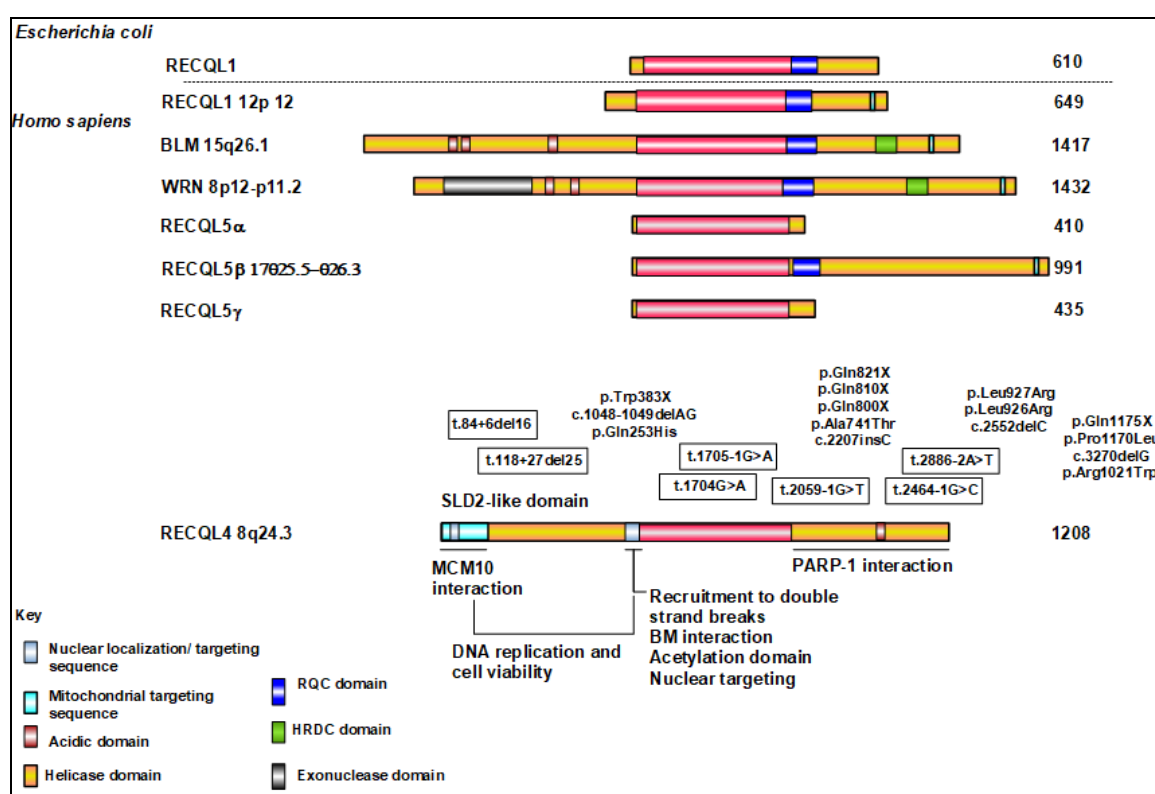 Escherichia coli
RECQL1
610
RECQL1 12p 12
649
Homo sapiens
BLM 15q26.1
1417
WRN 8p12-p11.2
1432
RECQL5α
410
RECQL5β 17θ25.5–θ26.3
991
RECQL5γ
435
t.84+6del16
t.118+27del25
p.Trp383X
c.1048-1049delAG
p.Gln253His
t.1705-1G>A
t.1704G>A
p.Gln821X
p.Gln810X
p.Gln800X
p.Ala741Thr
c.2207insC
t.2059-1G>T
t.2886-2A>T
t.2464-1G>C
p.Leu927Arg
p.Leu926Arg
c.2552delC
p.Gln1175X
p.Pro1170Leu
c.3270delG
p.Arg1021Trp
SLD2-like domain
RECQL4 8q24.3
1208
MCM10
interaction
PARP-1 interaction
DNA replication and
cell viability
Recruitment to double
strand breaks
BM interaction
Acetylation domain
Nuclear targeting
Key
Nuclear localization/ targeting
sequence
Mitochondrial targeting
sequence
Acidic domain
Helicase domain
RQC domain
HRDC domain
Exonuclease domain